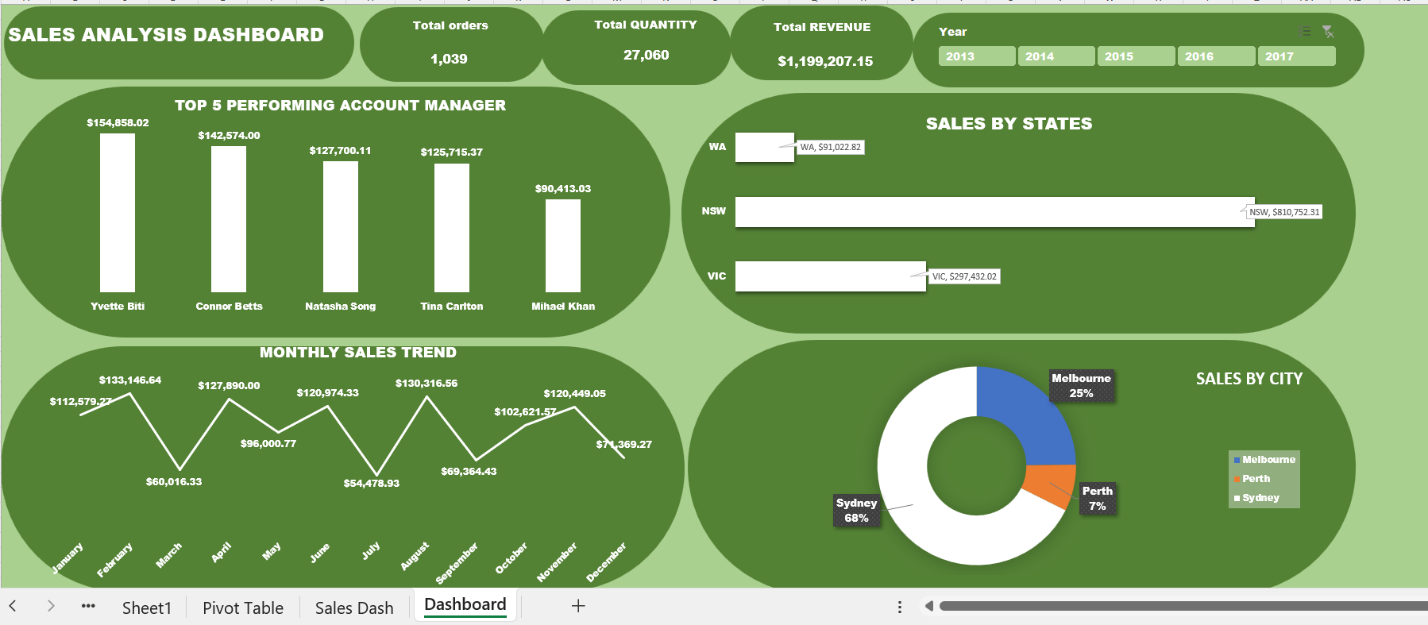 SALES ANALYSIS DASHBOARD
Total orders
1,039
Total QUANTITY
27,060
Total REVENUE
$1,199,207.15
Year
2013 2014 2015 2016 2017
TOP 5 PERFORMING ACCOUNT MANAGER
$154,858.02
$142,574.00
$127,700.11
$125,715.37
$90,413.03
Yvette Biti
Connor Betts
Natasha Song
Tina Carlton
Mihael Khan
SALES BY STATES
WA
WA, $91,022.82
NSW
NSW, $810,752.31
VIC
VIC, $297,432.02
MONTHLY SALES TREND
$112,579.27
$133,146.64
$60,016.33
$127,890.00
$96,000.77
$120,974.33
$54,478.93
$130,316.56
$69,364.43
$102,621.57
$120,449.05
$71,369.27
January
February
March
April
May
June
July
August
September
October
November
December
SALES BY CITY
Melbourne
25%
Perth
7%
Sydney
68%
Melbourne
Perth
Sydney
Sheet1
Pivot Table
Sales Dash
Dashboard